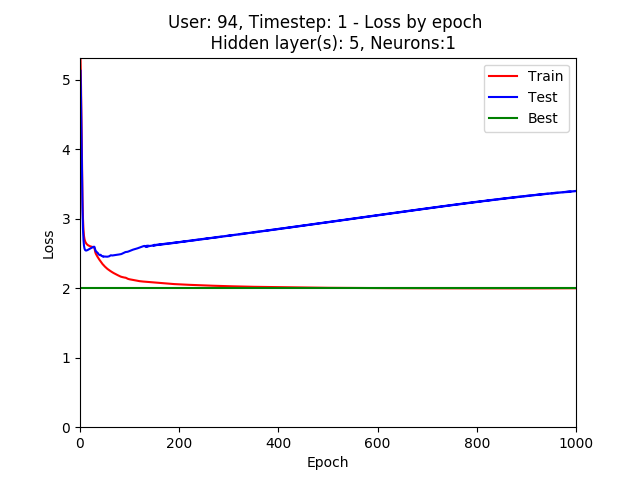 User: 94, Timestep: 1 - Loss by epoch
Hidden layer(s): 5, Neurons:1
Train
Test
Best
5
4
3
2
1
0
Loss
0 200 400 600 800 1000
Epoch